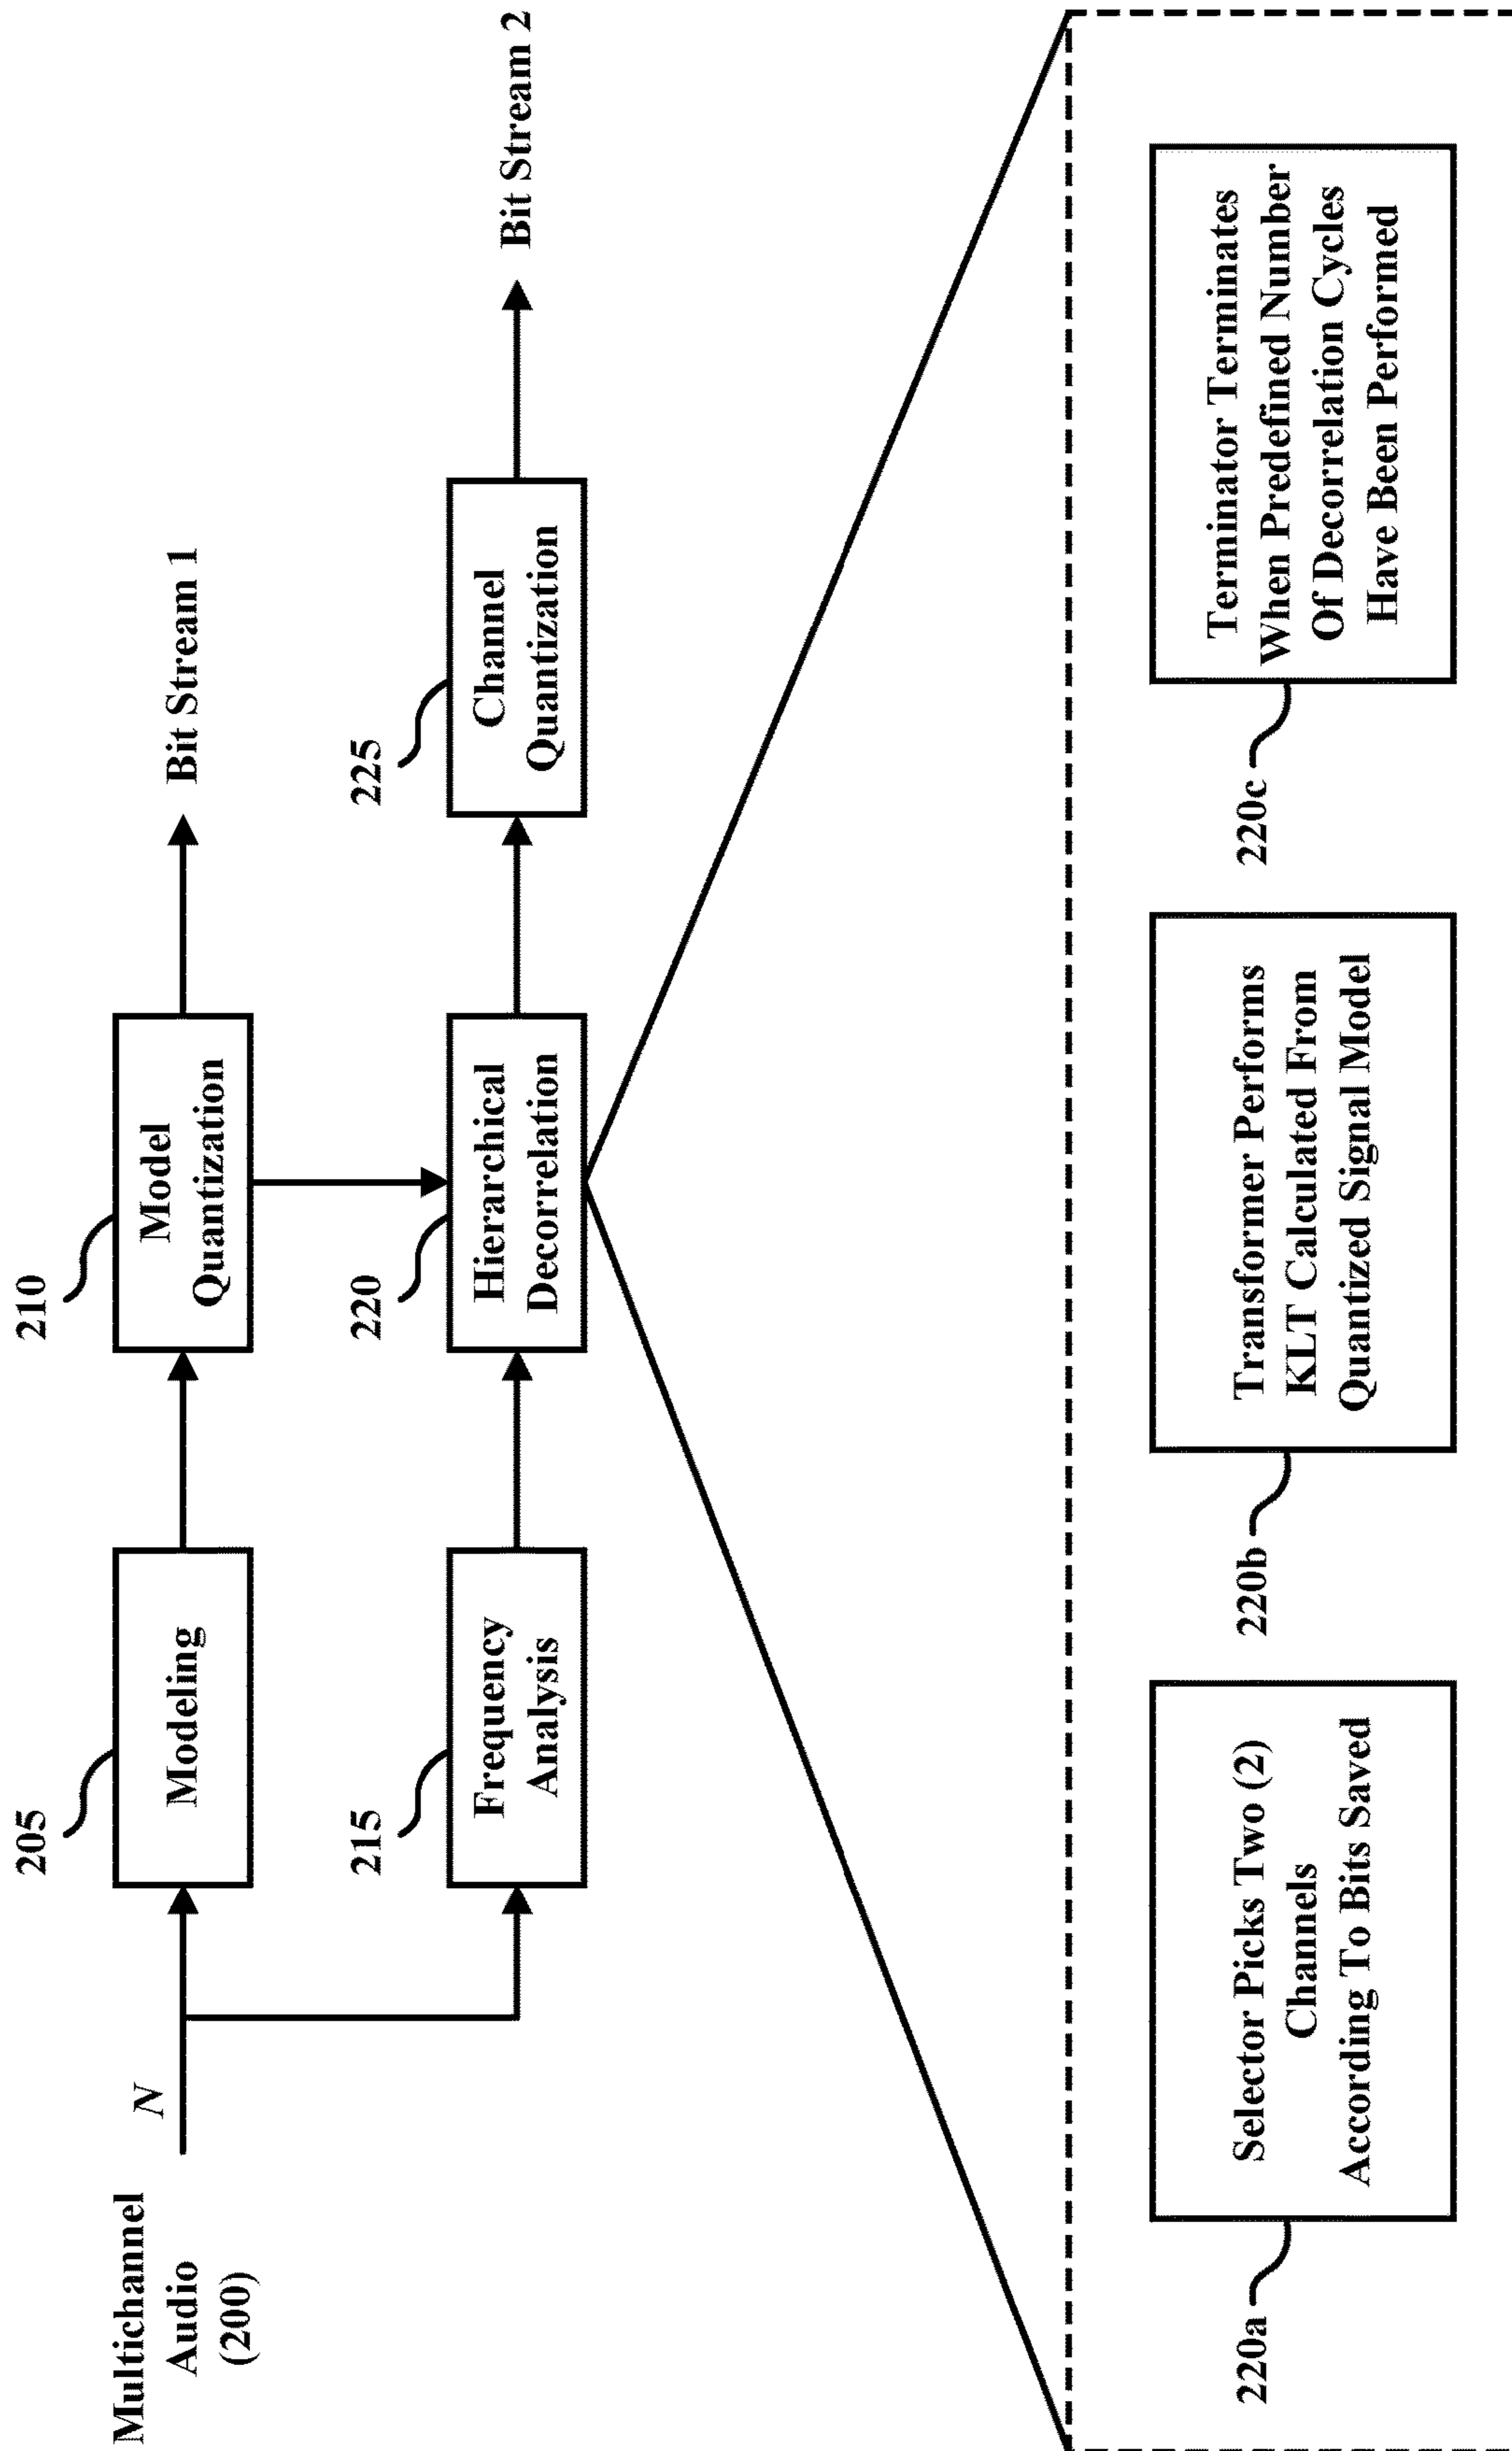 Multichannel
Audio
(200)
N
205
Modeling
210
Model
Quantization
Bit Stream 1
215
Frequency
Analysis
220
Hierarchical
Decorrelation
225
Channel
Quantization
Bit Stream 2
220a
Selector Picks Two (2)
Channels
According To Bits Saved
220b
Transformer Performs
KLT Calculated From
Quantized Signal Model
220c
Terminator Terminates
When Predefined Number
Of Decorrelation Cycles
Have Been Performed